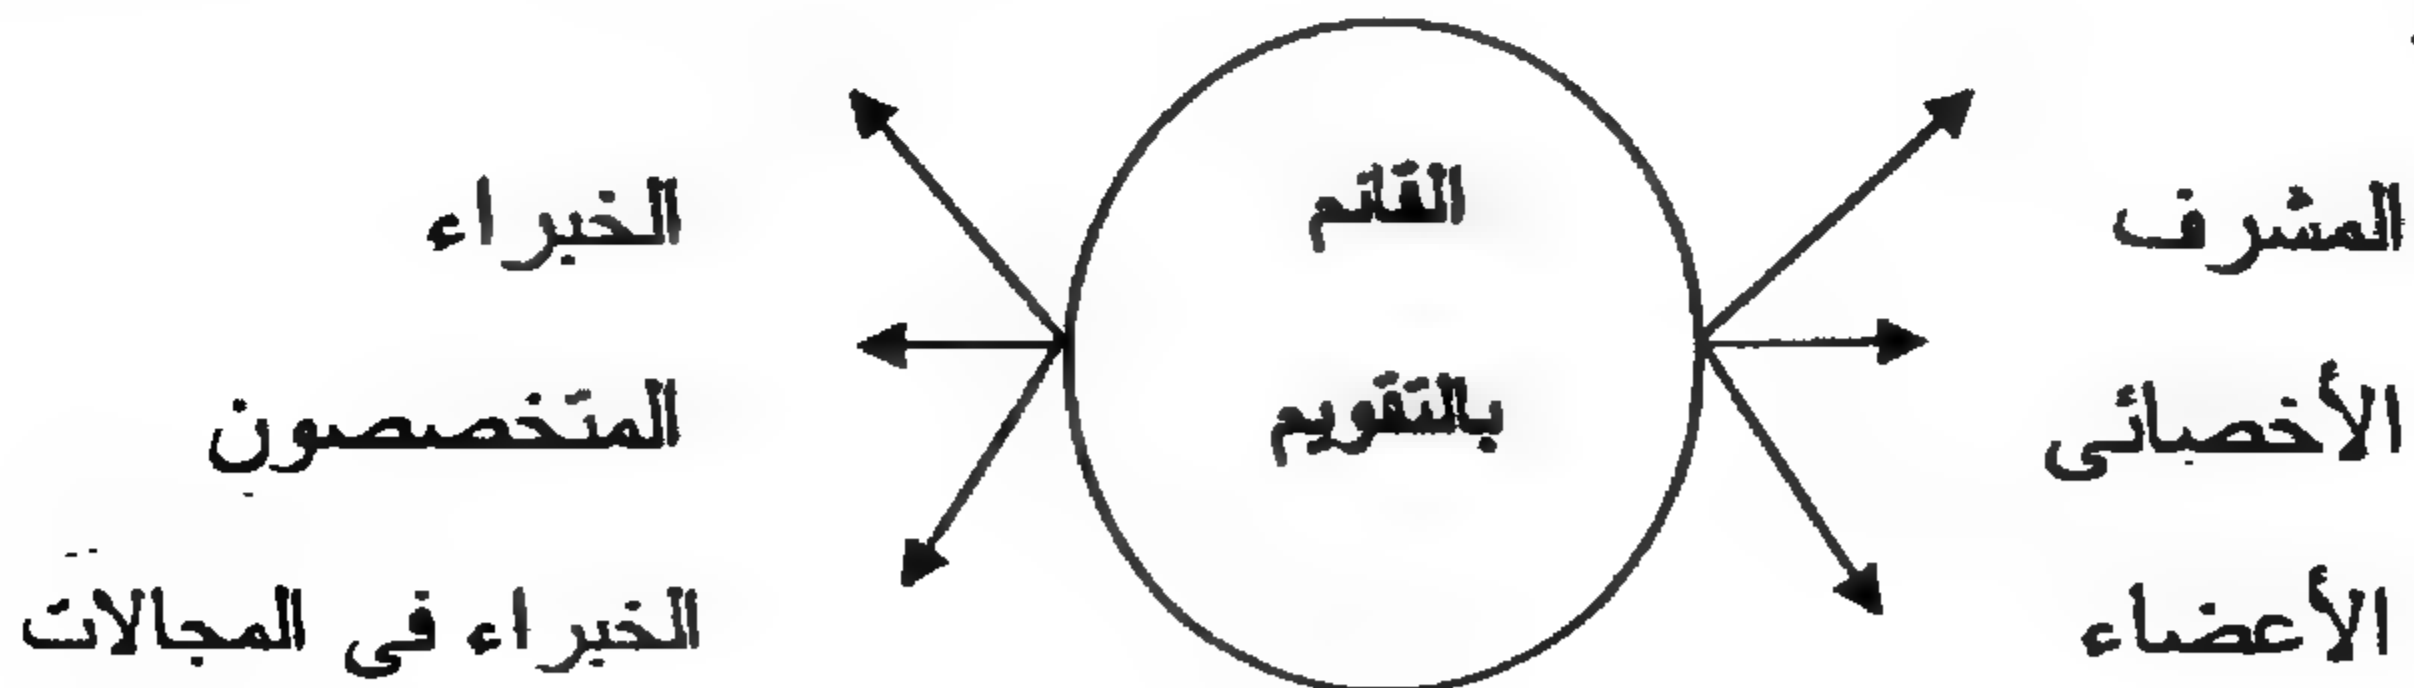 المشرف
الأخصائى
الأعضاء
القائم
بالتقويم
الخبراء
المتخصصون
الخبراء فى المجالات